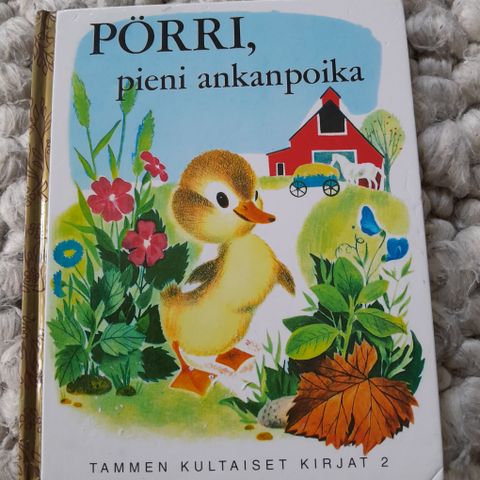 PÖRRI,
pieni ankanpoika
TAMMEN KULTAISET KIRJAT 2